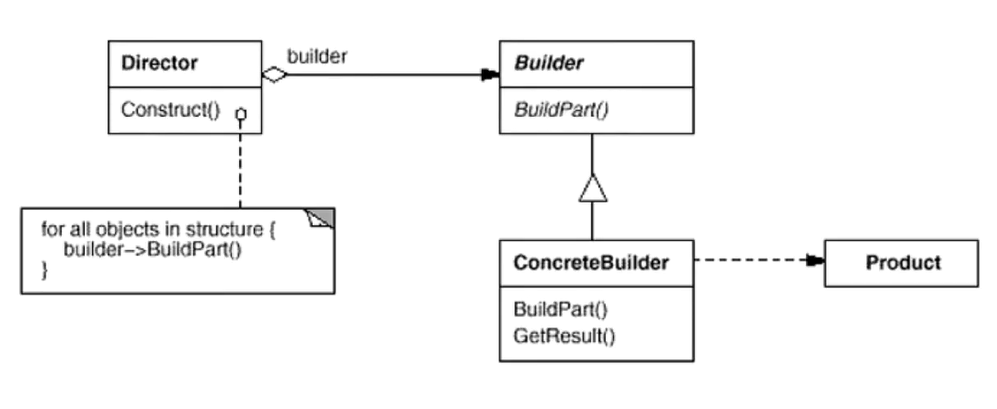 Director
builder
Builder
Construct()
BuildPart()
for all objects in structure {
builder->BuildPart()
}
ConcreteBuilder
Product
BuildPart()
GetResult()